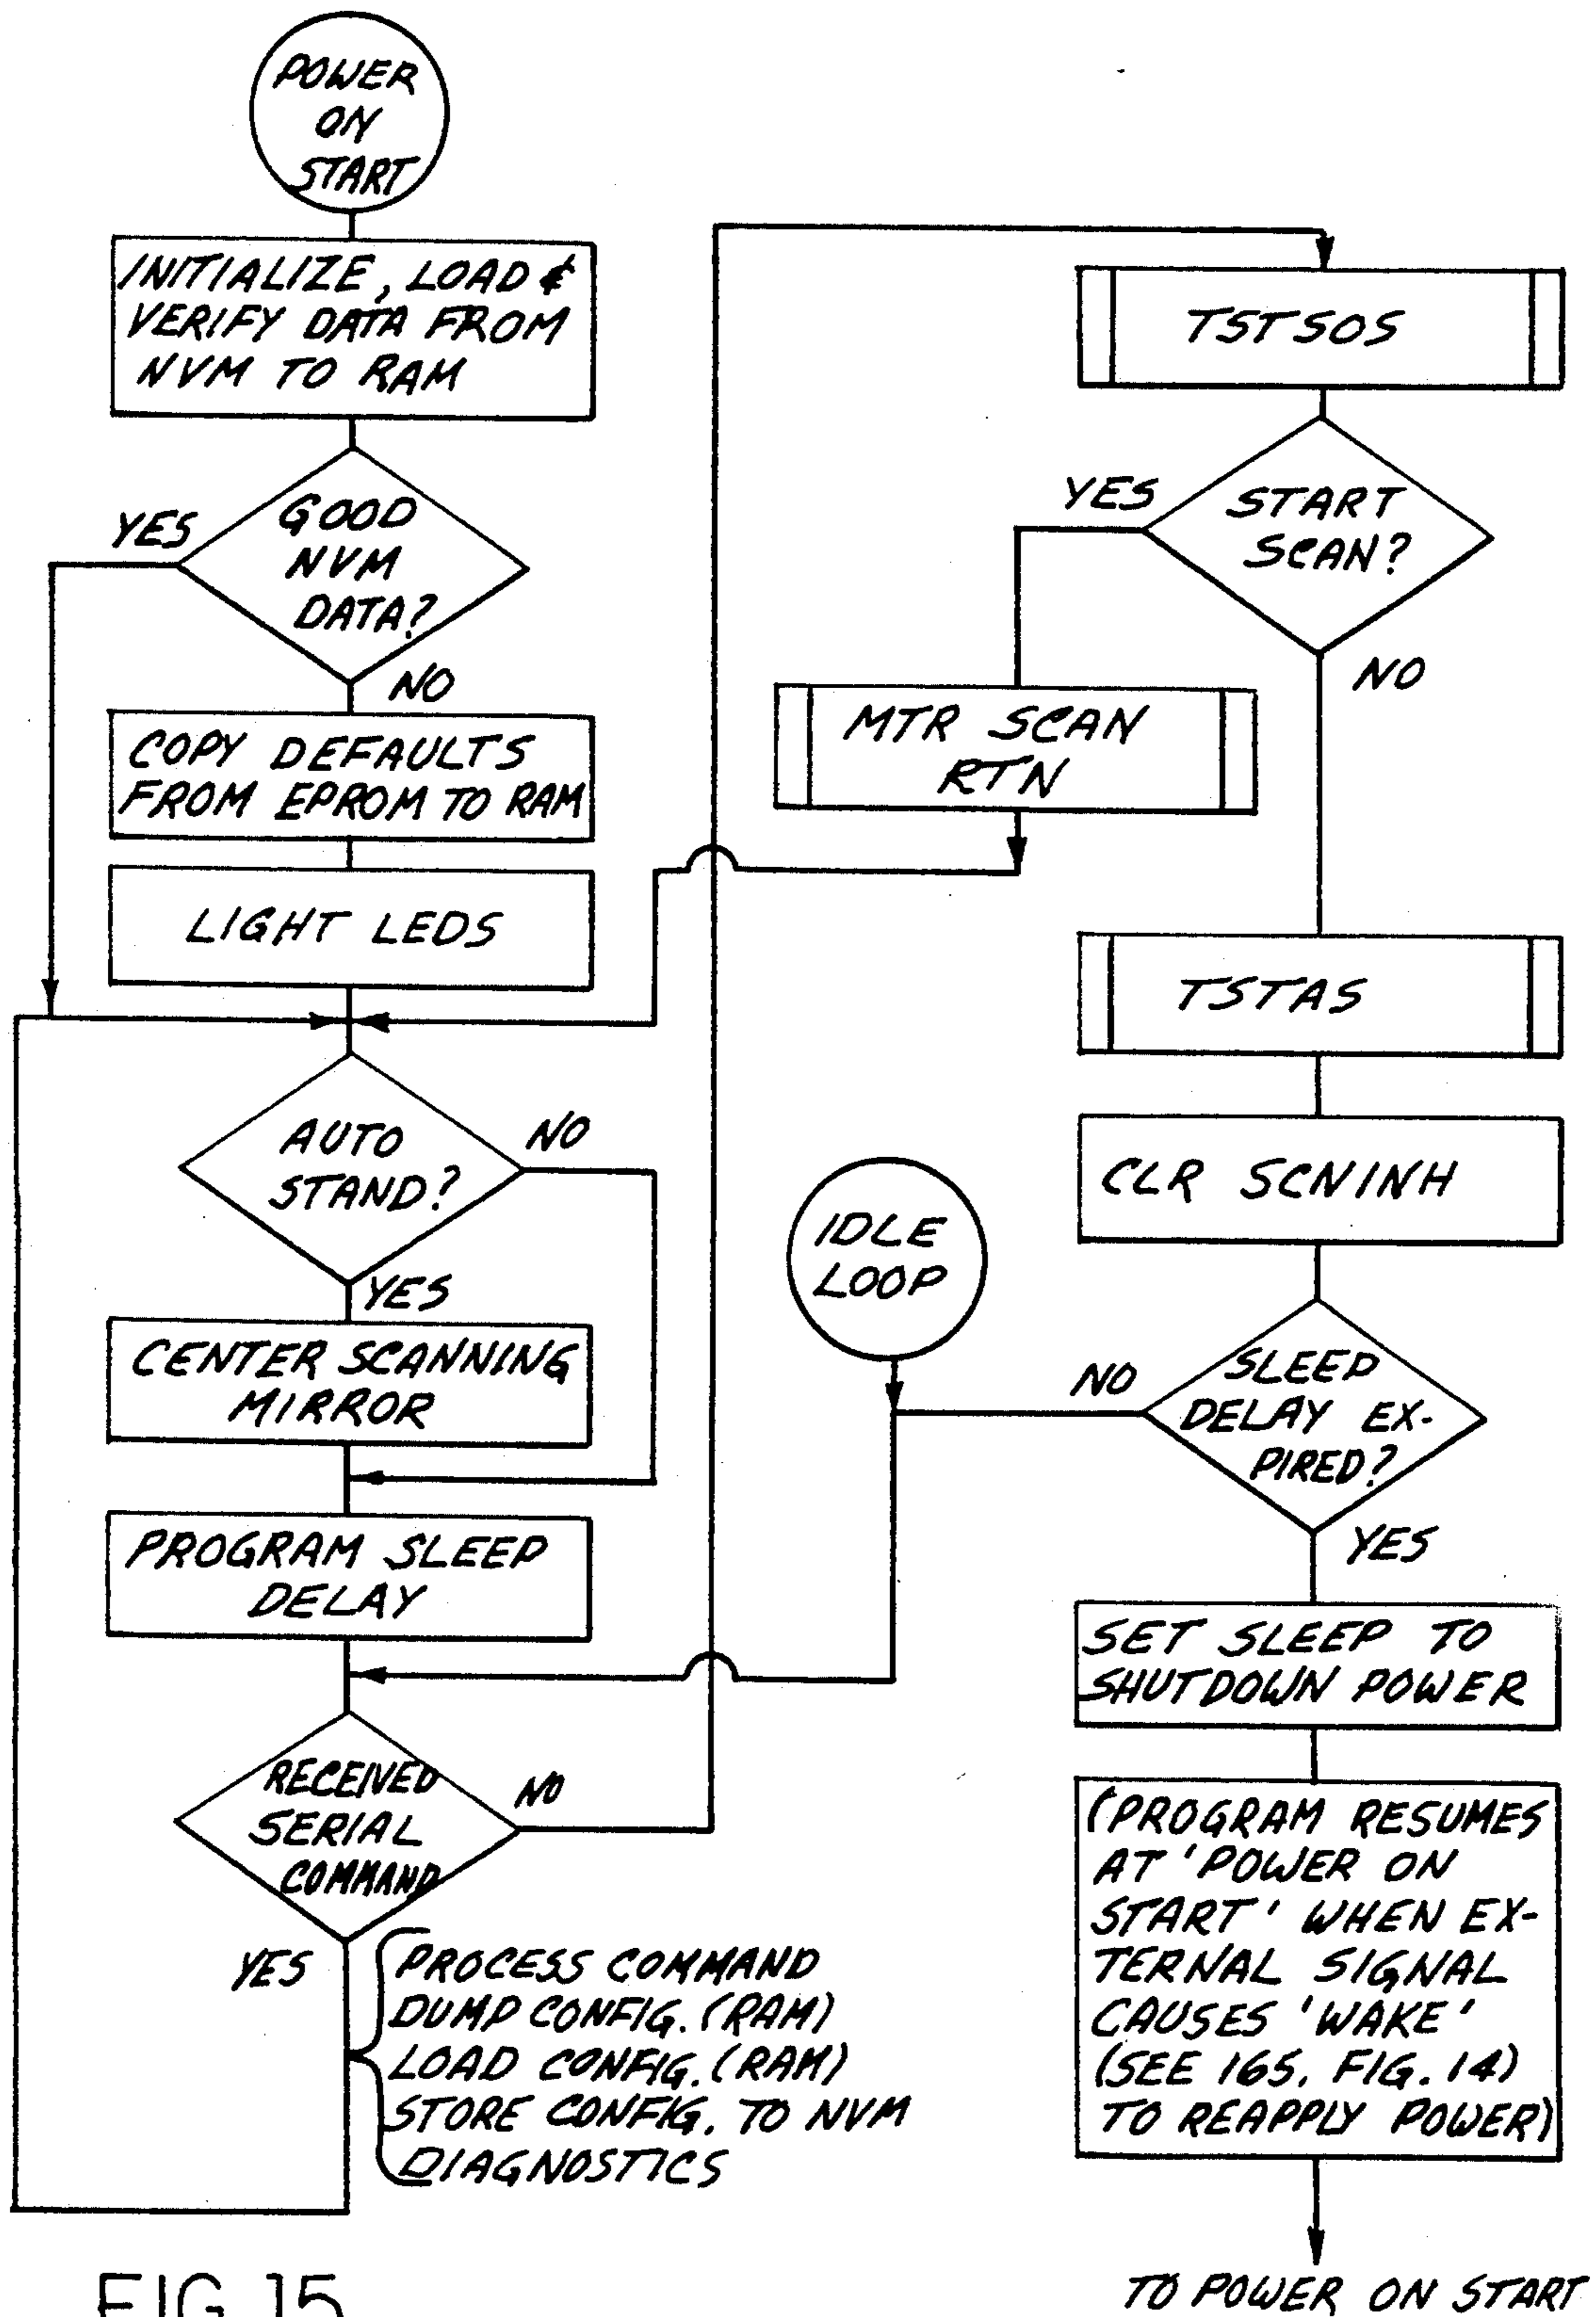 POWER
ON
START
INITIALIZE, LOAD &
VERIFY DATA FROM
NVM TO RAM
GOOD
NVM
DATA?
YES
NO
COPY DEFAULTS
FROM EPROM TO RAM
LIGHT LEDS
AUTO
STAND?
NO
YES
CENTER SCANNING
MIRROR
PROGRAM SLEEP
DELAY
RECEIVED
SERIAL
COMMAND
NO
YES
PROCESS COMMAND
DUMP CONFIG. (RAM)
LOAD CONFIG. (RAM)
STORE CONFIG. TO NVM
DIAGNOSTICS
TSTSOS
START
SCAN?
YES
NO
MTR SCAN
RTN
TSTAS
CLR SCNINH
IDLE
LOOP
SLEEP
DELAY EX-
PIRED?
NO
YES
SET SLEEP TO
SHUTDOWN POWER
(PROGRAM RESUMES
AT 'POWER ON
START' WHEN EX-
TERNAL SIGNAL
CAUSES 'WAKE'
(SEE 165, FIG. 14)
TO REAPPLY POWER)
TO POWER ON START
FIG. 15